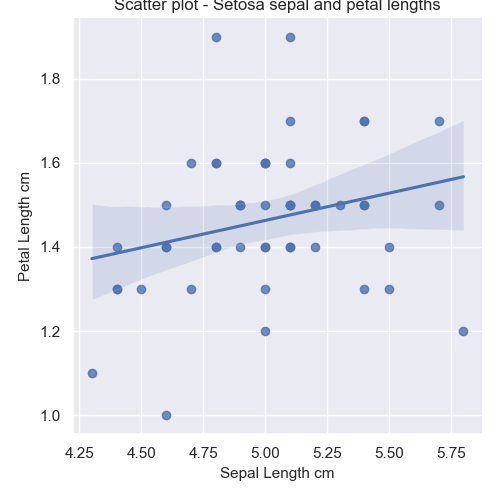 Scatter plot - Setosa sepal and petal lengths
1.8
1.6
1.4
1.2
1.0
Petal Length cm
4.25 4.50 4.75 5.00 5.25 5.50 5.75
Sepal Length cm